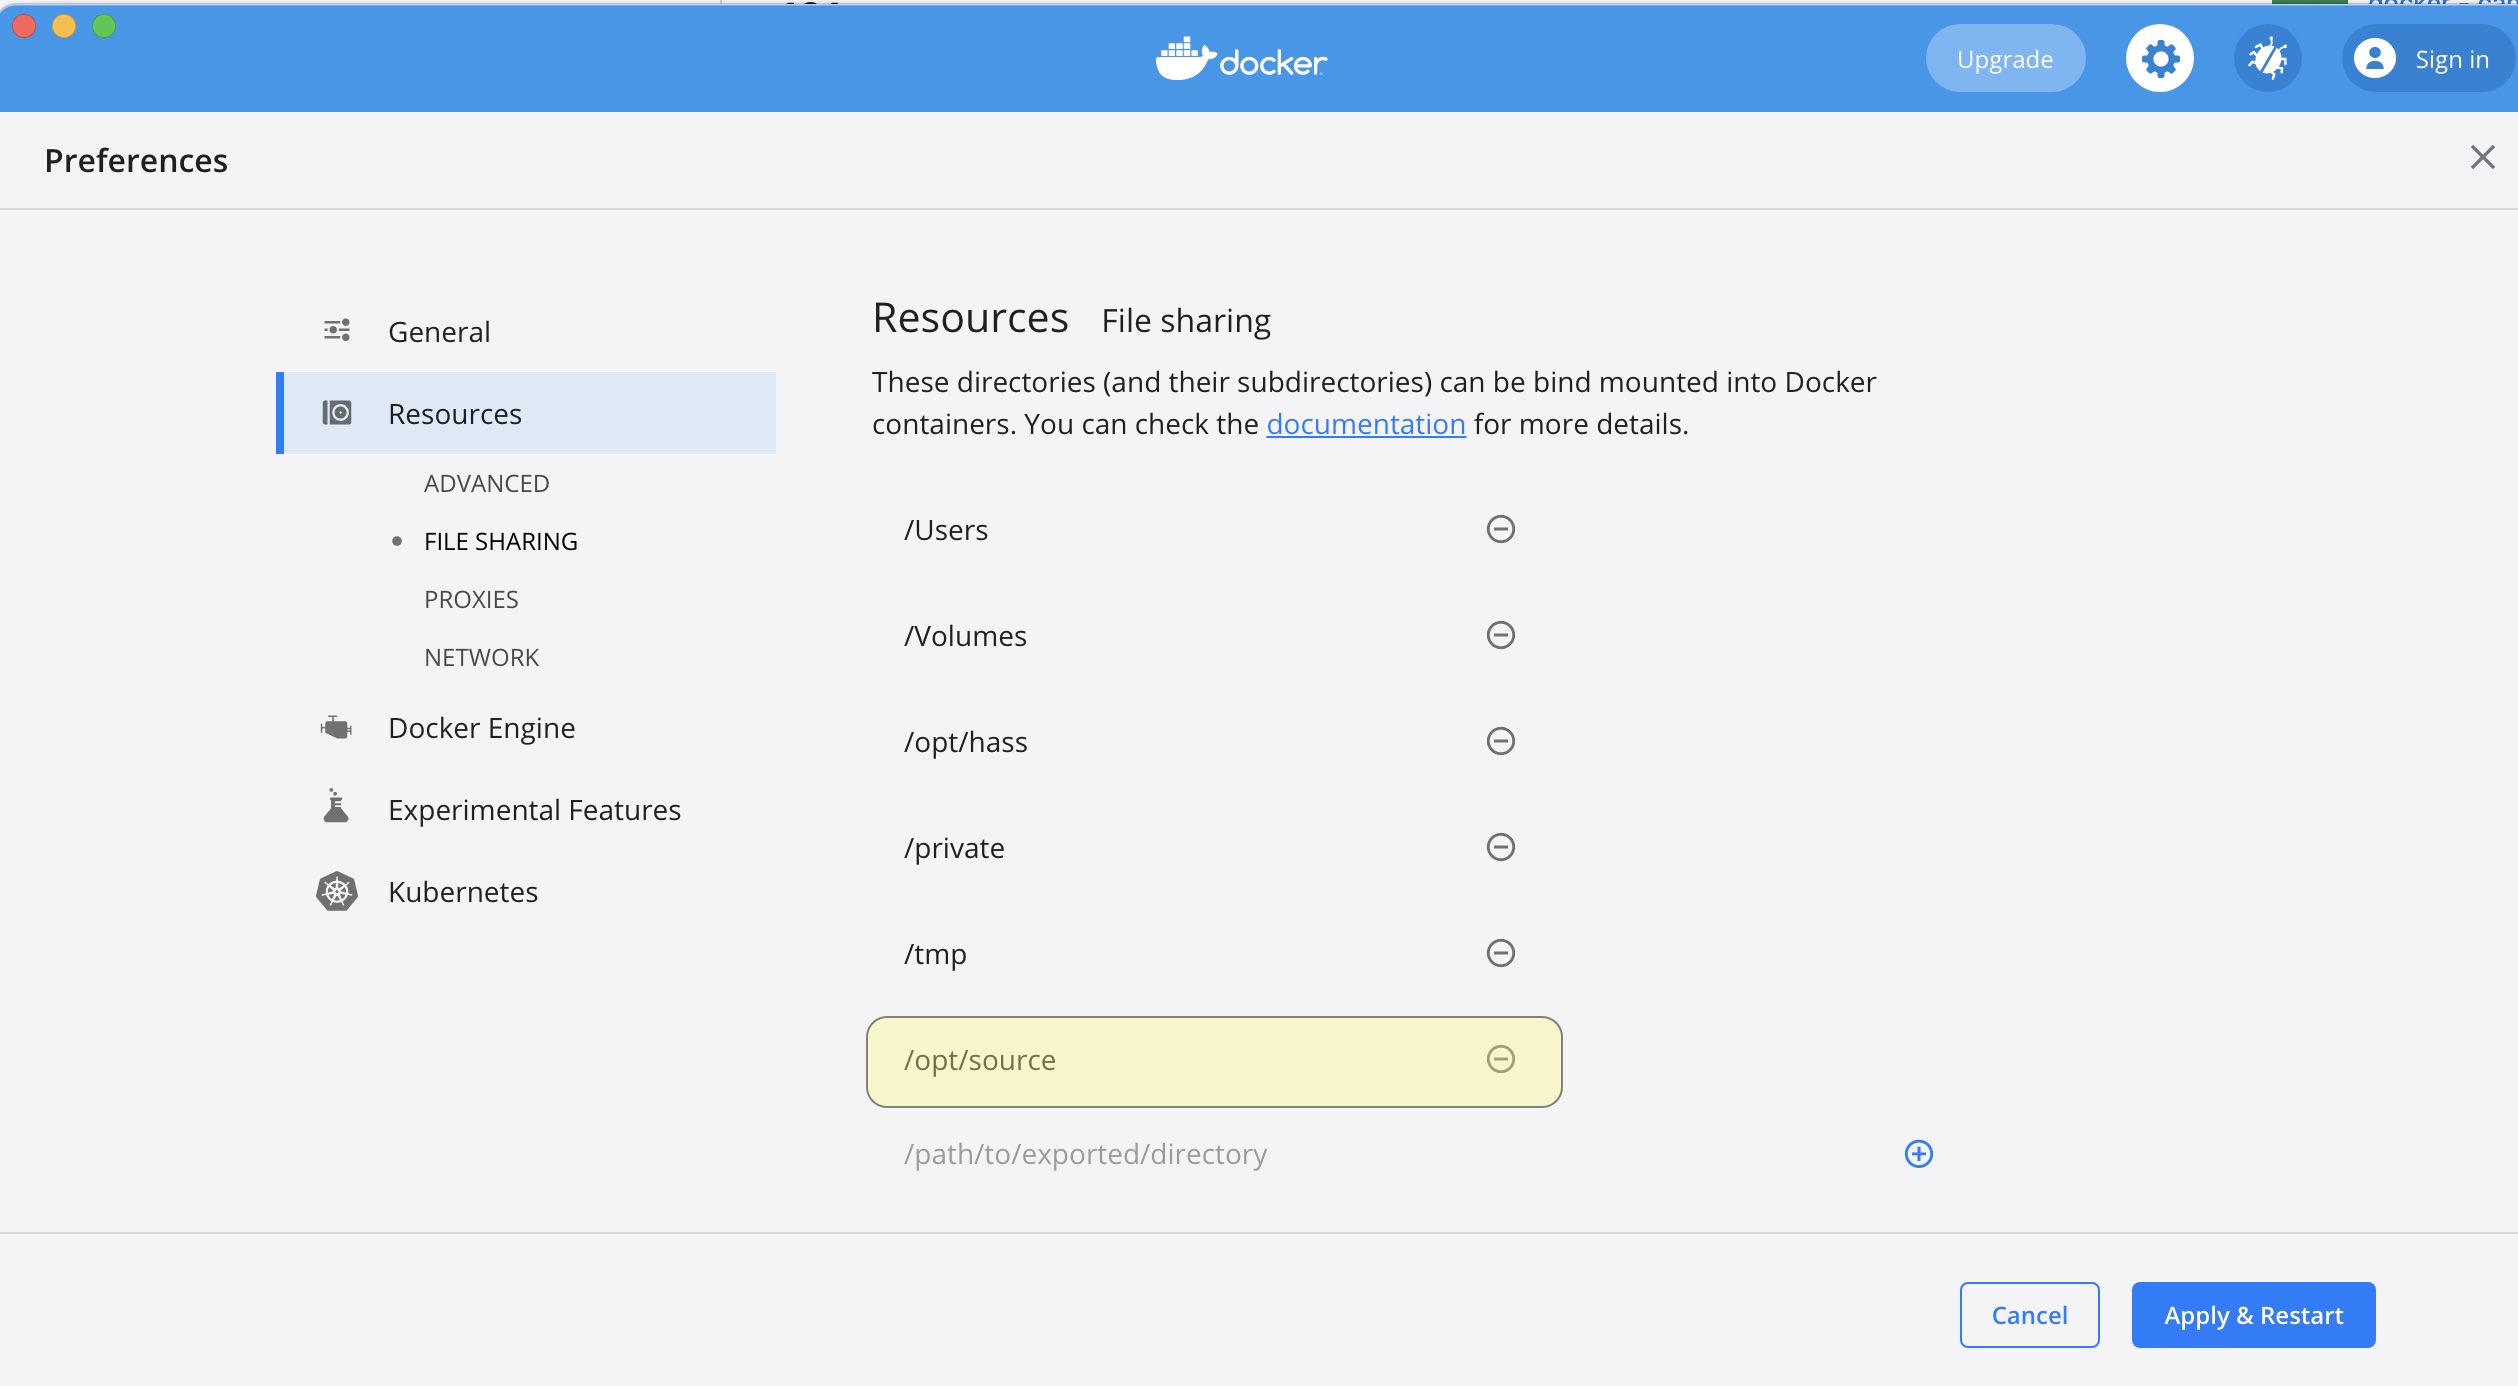 docker
Upgrade
Sign in
Preferences
General
Resources
ADVANCED
FILE SHARING
PROXIES
NETWORK
Docker Engine
Experimental Features
Kubernetes
Resources File sharing
These directories (and their subdirectories) can be bind mounted into Docker
containers. You can check the documentation for more details.
/Users
/Volumes
/opt/hass
/private
/tmp
/opt/source
/path/to/exported/directory
Cancel
Apply & Restart